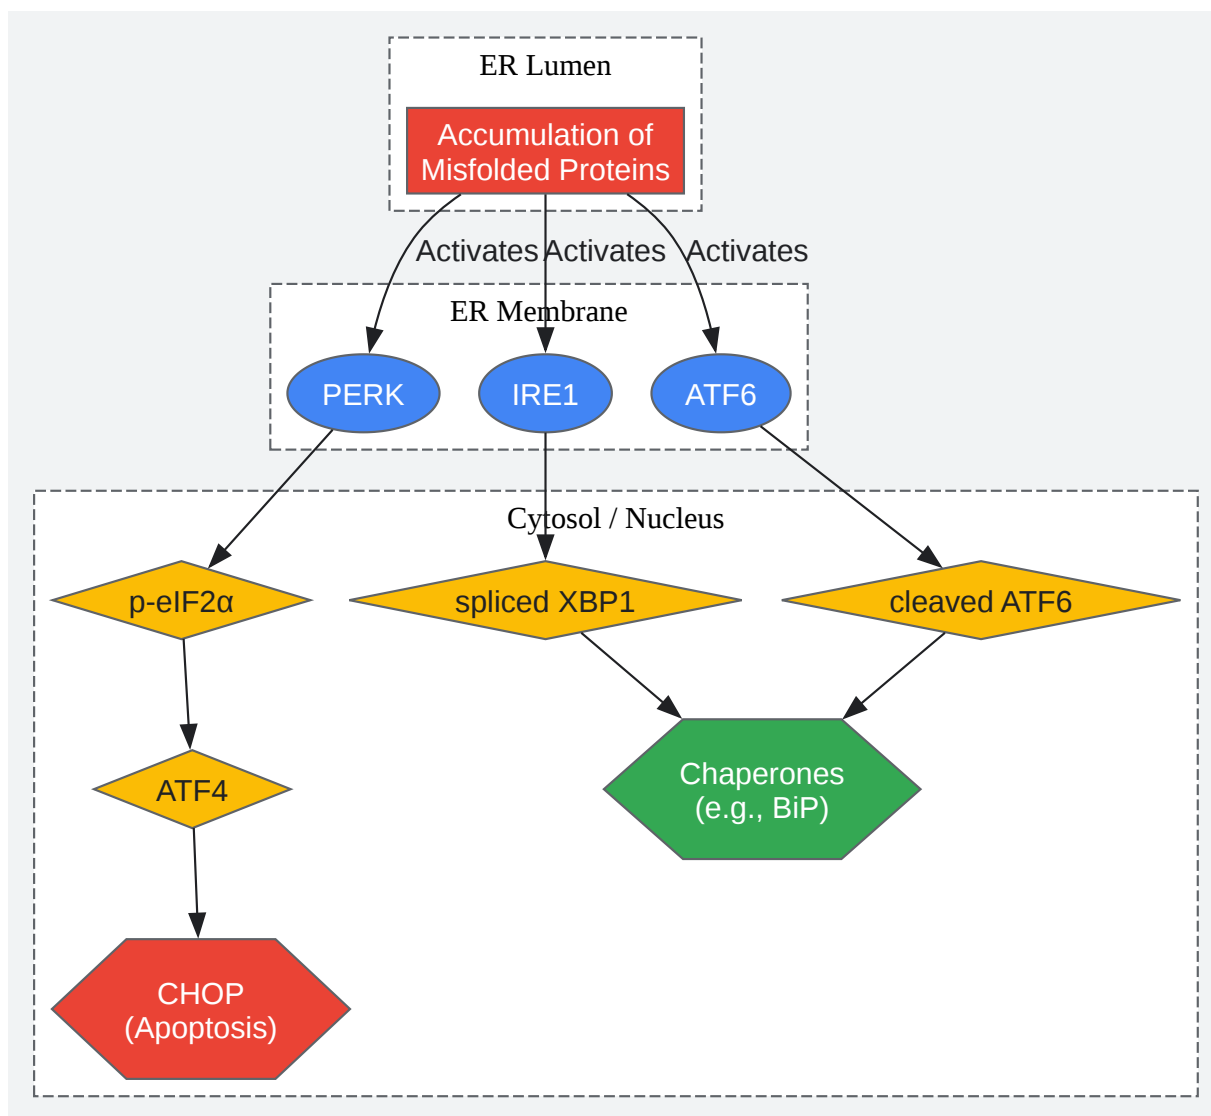 ER Lumen
Accumulation of
Misfolded Proteins
Activates
Activates
Activates
ER Membrane
PERK
IRE1
ATF6
Cytosol / Nucleus
p-eIF2α
spliced XBP1
cleaved ATF6
ATF4
Chaperones
(e.g., BiP)
CHOP
(Apoptosis)